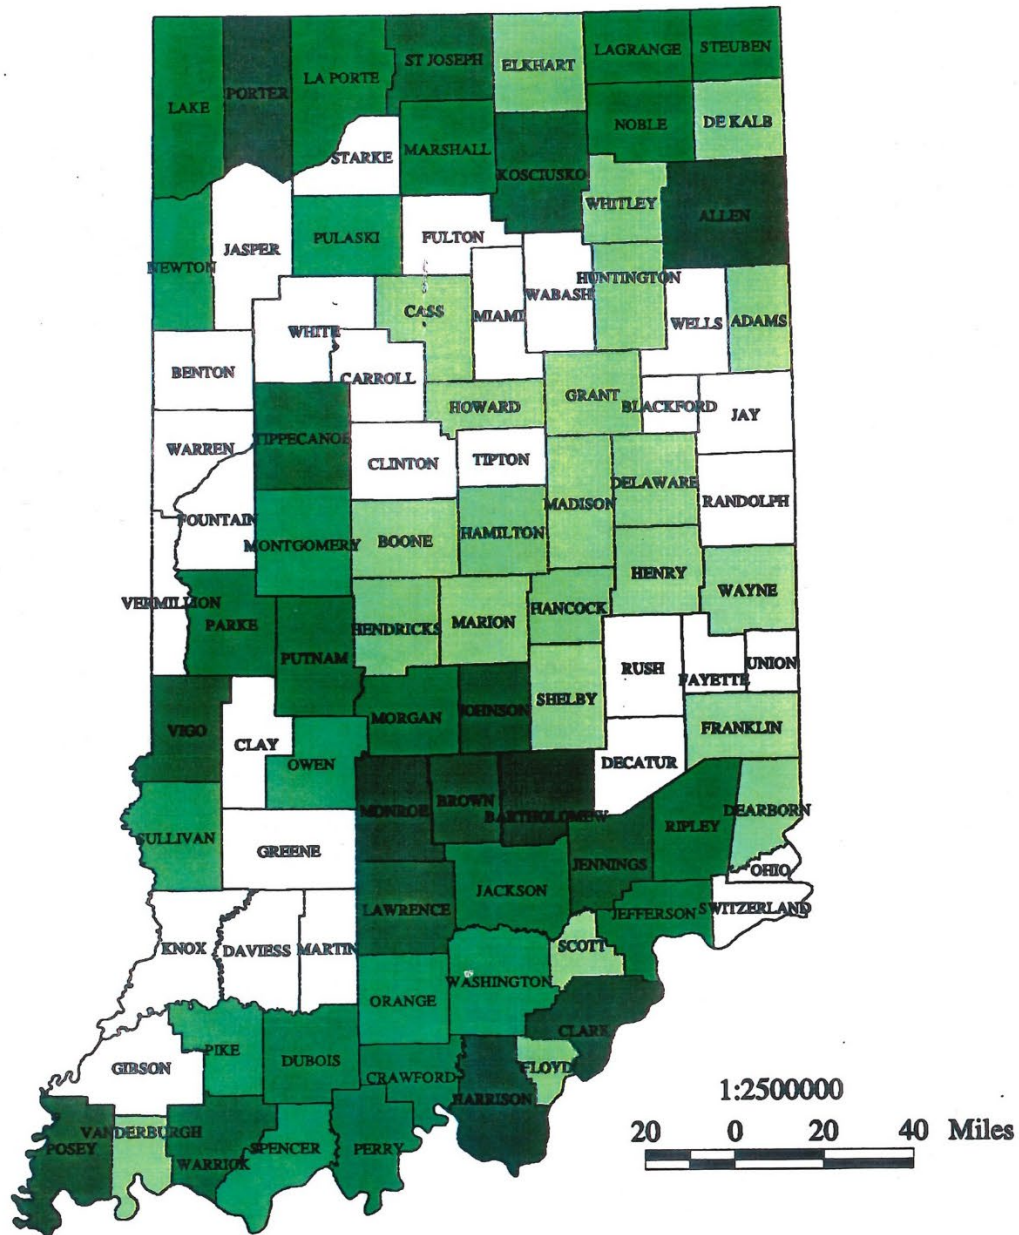 LAKE
PORTER
LA PORTE
ST JOSEPH
ELKHART
LAGRANGE
STEUBEN
NOBLE
DE KALB
STARKE
MARSHALL
KOSCIUSKO
WHITLEY
ALLEN
NEWTON
JASPER
PULASKI
FULTON
MIAMI
WABASH
HUNTINGTON
WELLS
ADAMS
WHITE
CASS
BENTON
CARROLL
HOWARD
GRANT
BLACKFORD
JAY
WARREN
TIPPECANOE
CLINTON
TIPTON
MADISON
DELAWARE
RANDOLPH
FOUNTAIN
MONTGOMERY
BOONE
HAMILTON
HENRY
WAYNE
VERMILLION
PARKE
PUTNAM
HENDRICKS
MARION
HANCOCK
RUSH
FAYETTE
UNION
VIGO
CLAY
OWEN
MORGAN
JOHNSON
SHELBY
FRANKLIN
DECATUR
SULLIVAN
GREENE
MONROE
BROWN
BARTHOLOMEW
JENNINGS
RIPLEY
DEARBORN
OHIO
SWITZERLAND
KNOX
DAVIESS
MARTIN
LAWRENCE
JACKSON
JEFFERSON
SCOTT
ORANGE
WASHINGTON
CLARK
GIBSON
PIKE
DUBOIS
CRAWFORD
FLOYD
HARRISON
POSEY
VANDERBURGH
WARRICK
SPENCER
PERRY
1:2500000
20 0 20 40 Miles